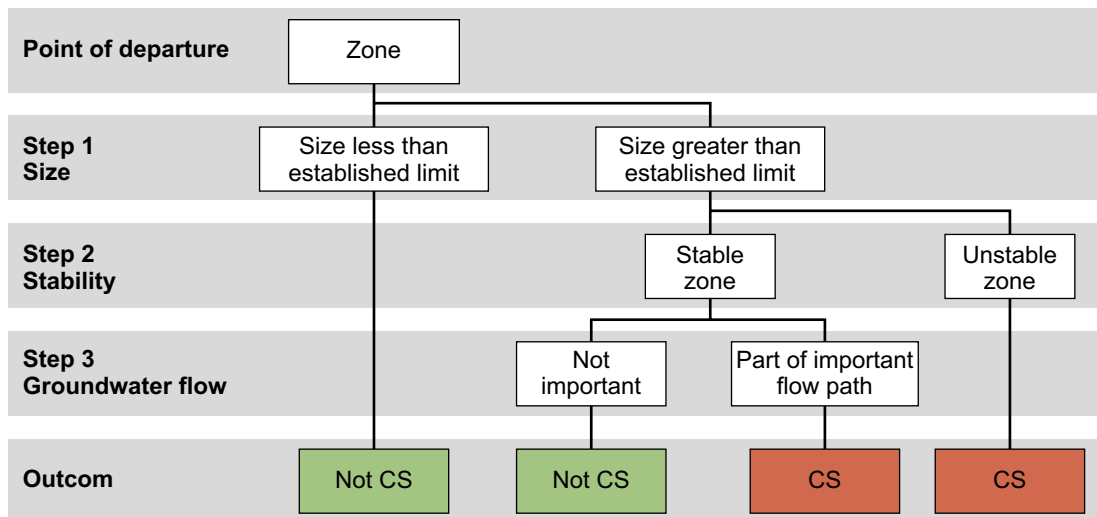 Point of departure
Zone
Step 1
Size
Size less than
established limit
Size greater than
established limit
Step 2
Stability
Stable
zone
Unstable
zone
Step 3
Groundwater flow
Not
important
Part of important
flow path
Outcom
Not CS
Not CS
CS
CS